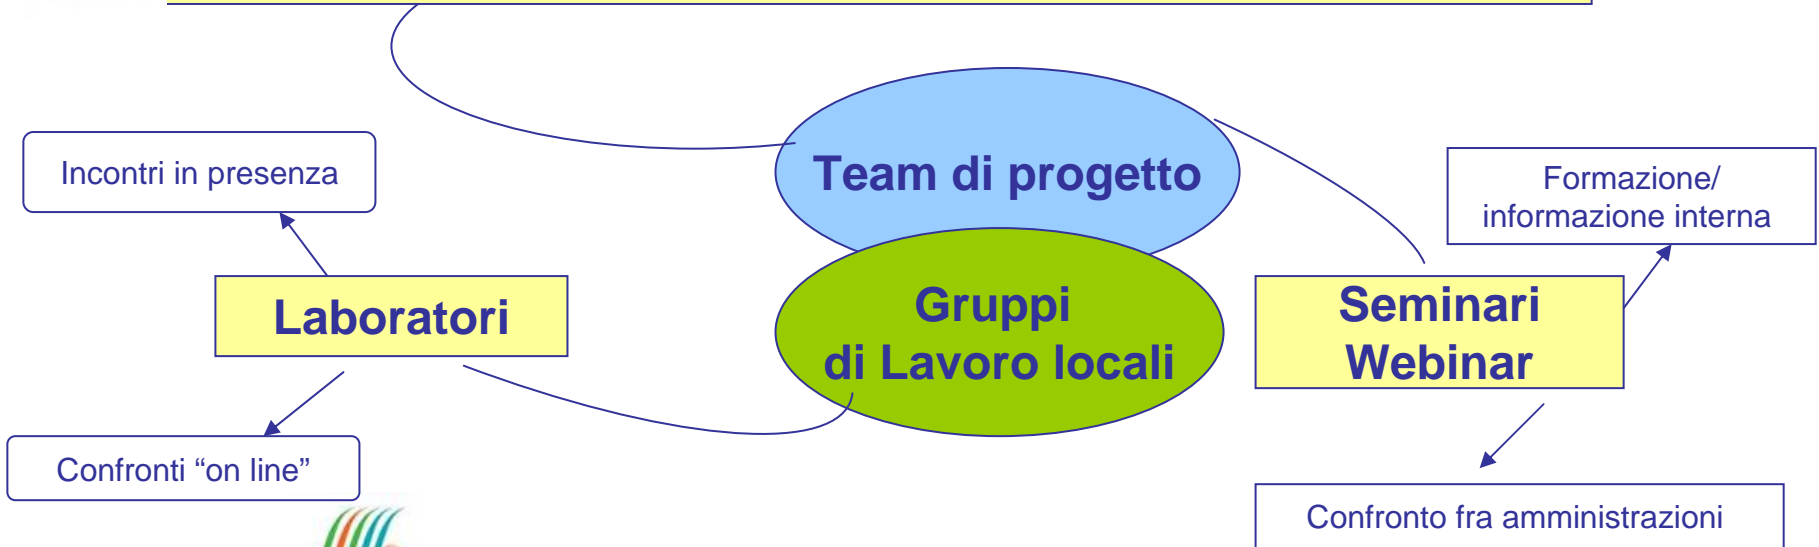 Team di progetto
Incontri in presenza
Formazione/
informazione interna
Laboratori
Gruppi
di Lavoro locali
Seminari
Webinar
Confronti “on line”
Confronto fra amministrazioni